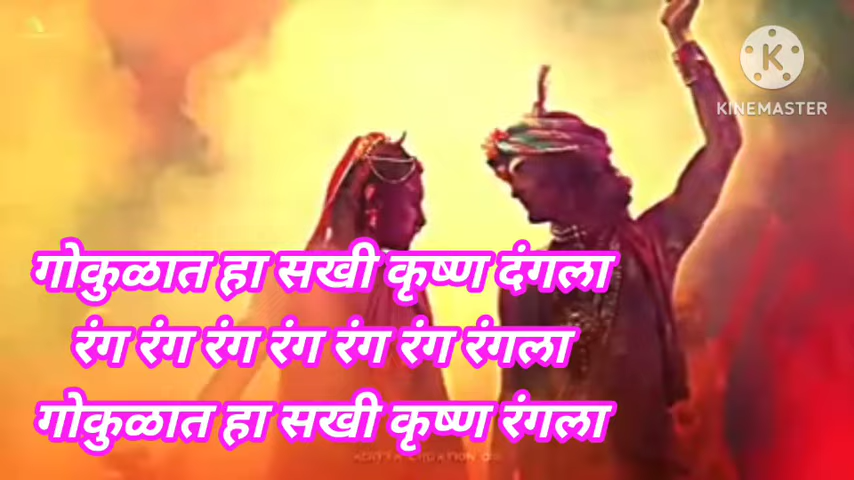 KINEMASTER
गोकुळात हा सखी कृष्ण दंगला
रंग रंग रंग रंग रंग रंग रंगला
गोकुळात हा सखी कृष्ण रंगला